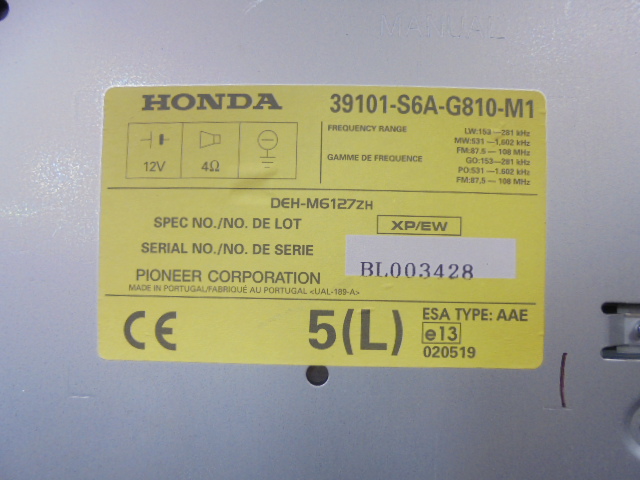 MANUAL
HONDA
39101-S6A-G810-M1
12V
4Ω
FREQUENCY RANGE
LW:153—281 kHz
MW:531—1,602 kHz
FM:87,5 — 108 MHz
GAMME DE FREQUENCE
GO:153—281 kHz
PO:531—1.602 kHz
FM:87,5 — 108 MHz
DEH-M6127ZH
SPEC NO./NO. DE LOT
XP/EW
SERIAL NO./NO. DE SERIE
BL003428
PIONEER CORPORATION
MADE IN PORTUGAL/FABRIQUÉ AU PORTUGAL <UAL-189-A>
CE
5(L)
ESA TYPE: AAE
e13
020519